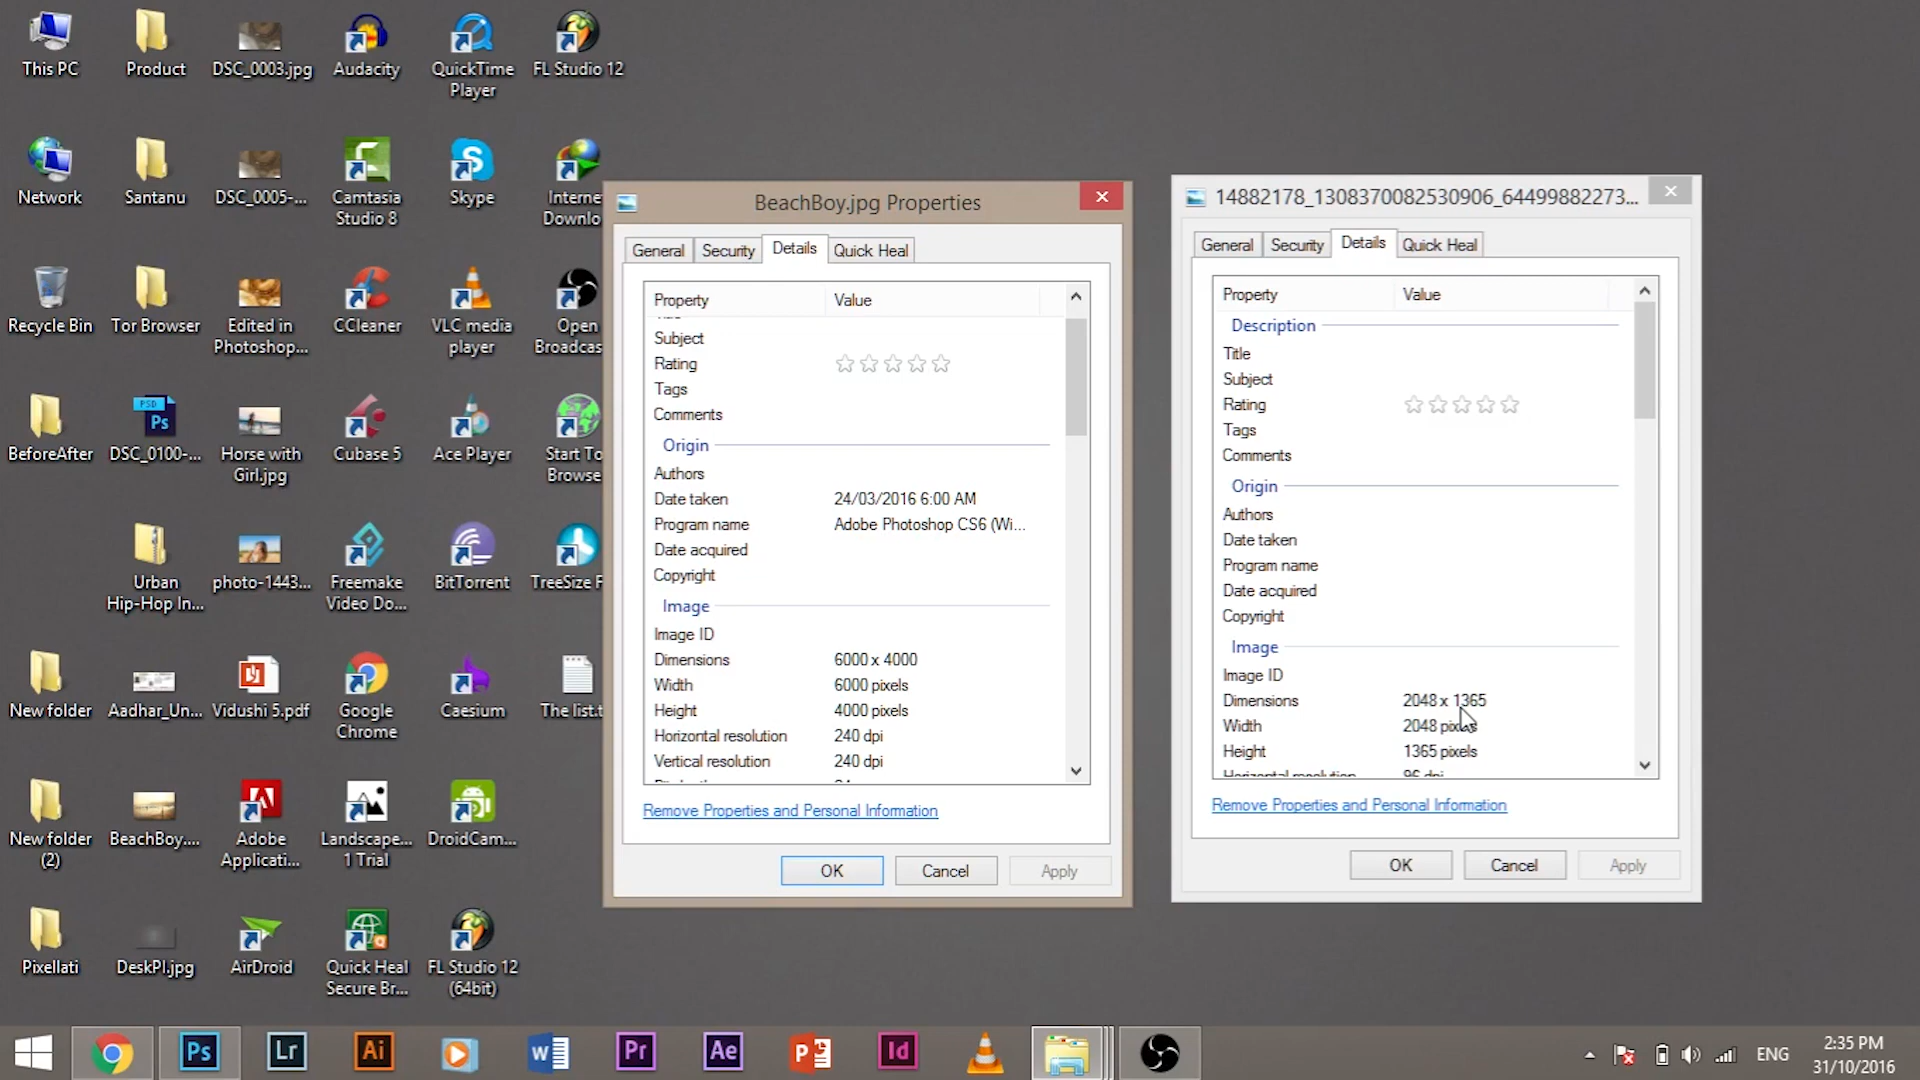 This PC
Product
DSC_0003.jpg
Audacity
QuickTime
Player
FL Studio 12
Network
Santanu
DSC_0005-...
Camtasia
Studio 8
Skype
Interne
Downlo
Recycle Bin
Tor Browser
Edited in
Photoshop...
CCleaner
VLC media
player
Open
Broadcas
BeforeAfter
PSD
Ps
DSC_0100-...
Horse with
Girl.jpg
Cubase 5
Ace Player
Start To
Browse
Urban
Hip-Hop In...
photo-1443...
Freemake
Video Do...
BitTorrent
TreeSize F
New folder
Aadhar_Un...
Vidushi 5.pdf
Google
Chrome
Caesium
The list.t
New folder
(2)
BeachBoy....
Adobe
Applicati...
Landscape...
1 Trial
DroidCam...
Pixellati
DeskPI.jpg
AirDroid
Quick Heal
Secure Br...
FL Studio 12
(64bit)
BeachBoy.jpg Properties
General Security Details Quick Heal
Property Value
Subject
Rating
Tags
Comments
Origin
Authors
Date taken 24/03/2016 6:00 AM
Program name Adobe Photoshop CS6 (Wi...
Date acquired
Copyright
Image
Image ID
Dimensions 6000 x 4000
Width 6000 pixels
Height 4000 pixels
Horizontal resolution 240 dpi
Vertical resolution 240 dpi
Remove Properties and Personal Information
OK Cancel Apply
14882178_1308370082530906_64499882273...
General Security Details Quick Heal
Property Value
Description
Title
Subject
Rating
Tags
Comments
Origin
Authors
Date taken
Program name
Date acquired
Copyright
Image
Image ID
Dimensions 2048 x 1365
Width 2048 pixels
Height 1365 pixels
Horizontal resolution 96 dpi
Remove Properties and Personal Information
OK Cancel Apply
Ps Lr Ai W Pr Ae P Id
ENG
2:35 PM
31/10/2016